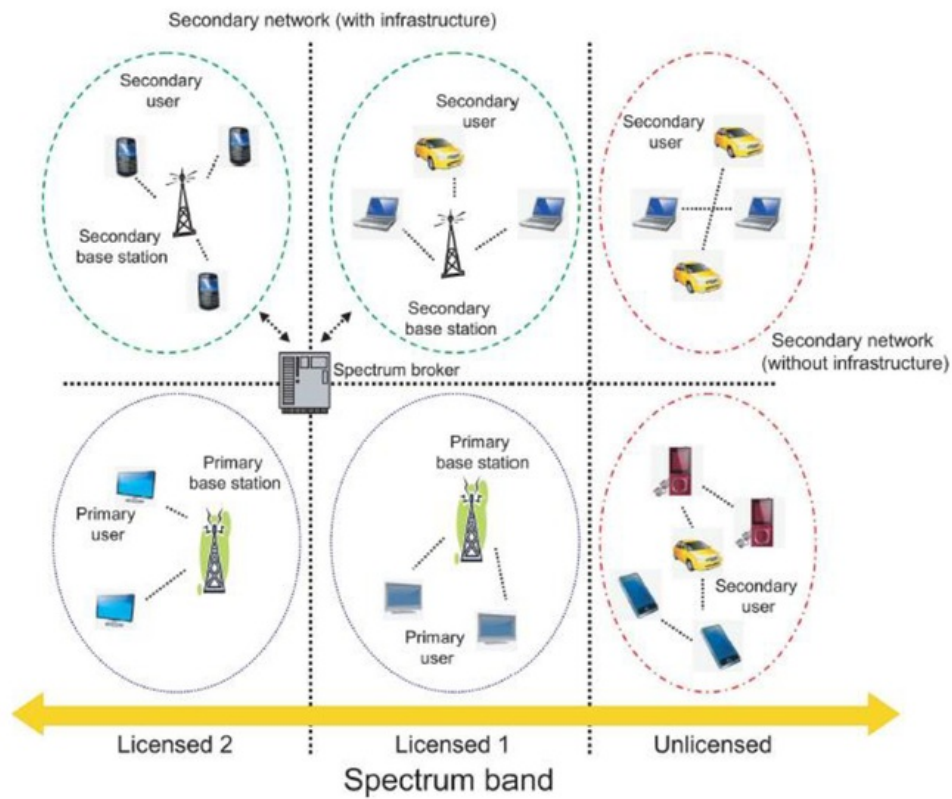 Secondary network (with infrastructure)
Secondary
user
Secondary
base station
Secondary
user
Secondary
base station
Secondary
user
Secondary network
(without infrastructure)
Spectrum broker
Primary
base station
Primary
user
Primary
base station
Primary
user
Secondary
user
Licensed 2
Licensed 1
Unlicensed
Spectrum band